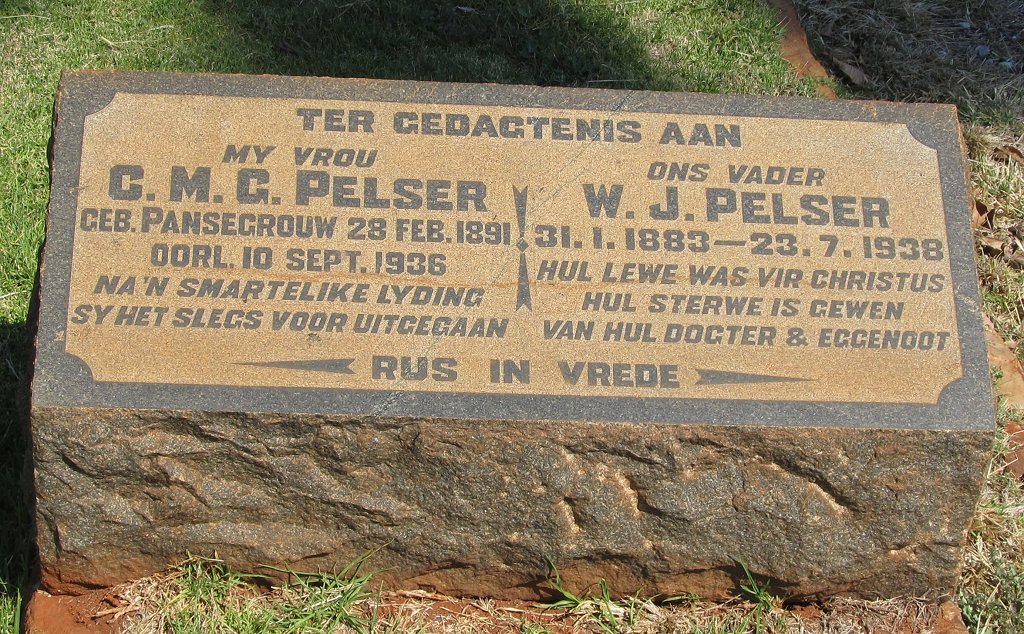 TER GEDAGTENIS AAN
MY VROU
C. M. G. PELSER
GEB. PANSEGROUW 28 FEB. 1891
OORL. 10 SEPT. 1936
NA'N SMARTELIKE LYDING
SY HET SLEGS VOOR UITGEGAAN
ONS VADER
W. J. PELSER
31. 1. 1883 — 23. 7. 1938
HUL LEWE WAS VIR CHRISTUS
HUL STERWE IS GEWEN
VAN HUL DOGTER & EGGENOOT
RUS IN VREDE